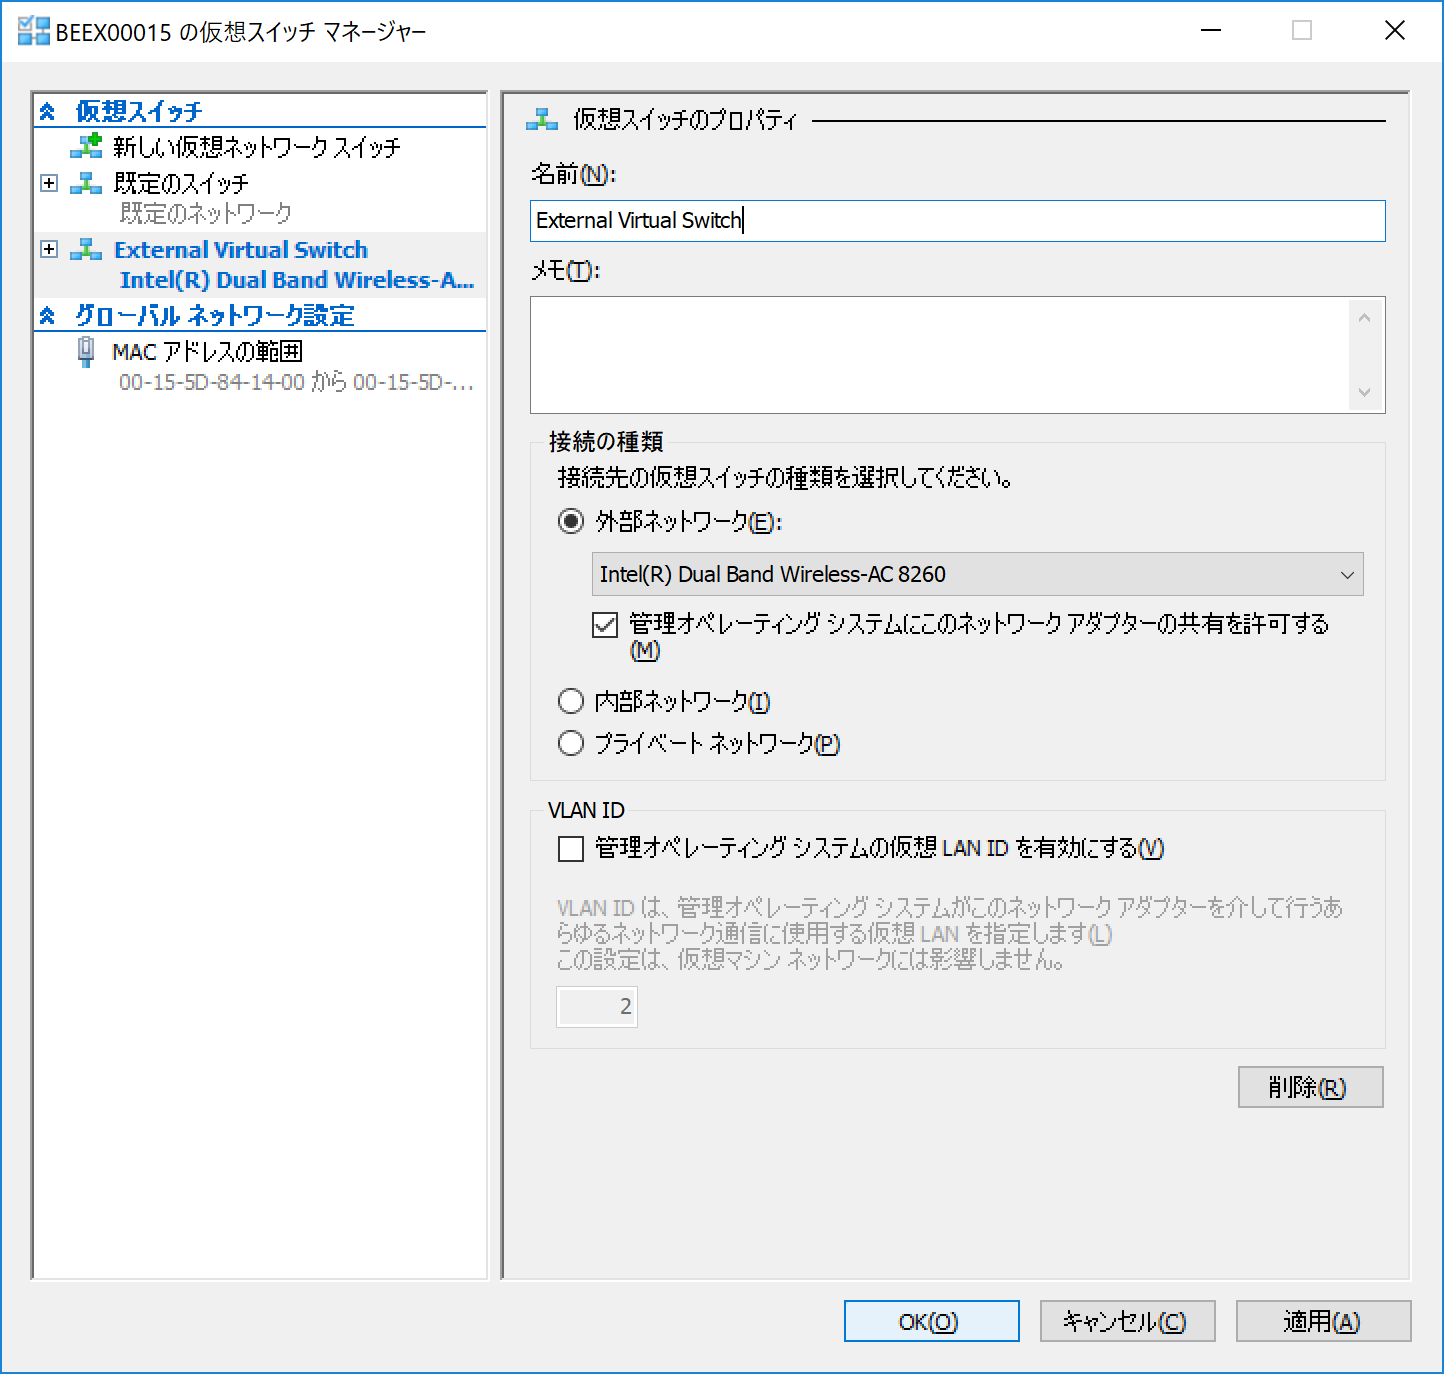 BEEX00015 の仮想スイッチ マネージャー
仮想スイッチ
新しい仮想ネットワーク スイッチ
既定のスイッチ
既定のネットワーク
External Virtual Switch
Intel(R) Dual Band Wireless-A...
グローバル ネットワーク設定
MAC アドレスの範囲
00-15-5D-84-14-00 から 00-15-5D-...
仮想スイッチのプロパティ
名前(N):
External Virtual Switch
メモ(T):
接続の種類
接続先の仮想スイッチの種類を選択してください。
外部ネットワーク(E):
Intel(R) Dual Band Wireless-AC 8260
管理オペレーティング システムにこのネットワーク アダプターの共有を許可する
(M)
内部ネットワーク(I)
プライベート ネットワーク(P)
VLAN ID
管理オペレーティング システムの仮想 LAN ID を有効にする(V)
VLAN ID は、管理オペレーティング システムがこのネットワーク アダプターを介して行うあ
らゆるネットワーク通信に使用する仮想 LAN を指定します(L)
この設定は、仮想マシン ネットワークには影響しません。
2
削除(R)
OK(O)
キャンセル(C)
適用(A)